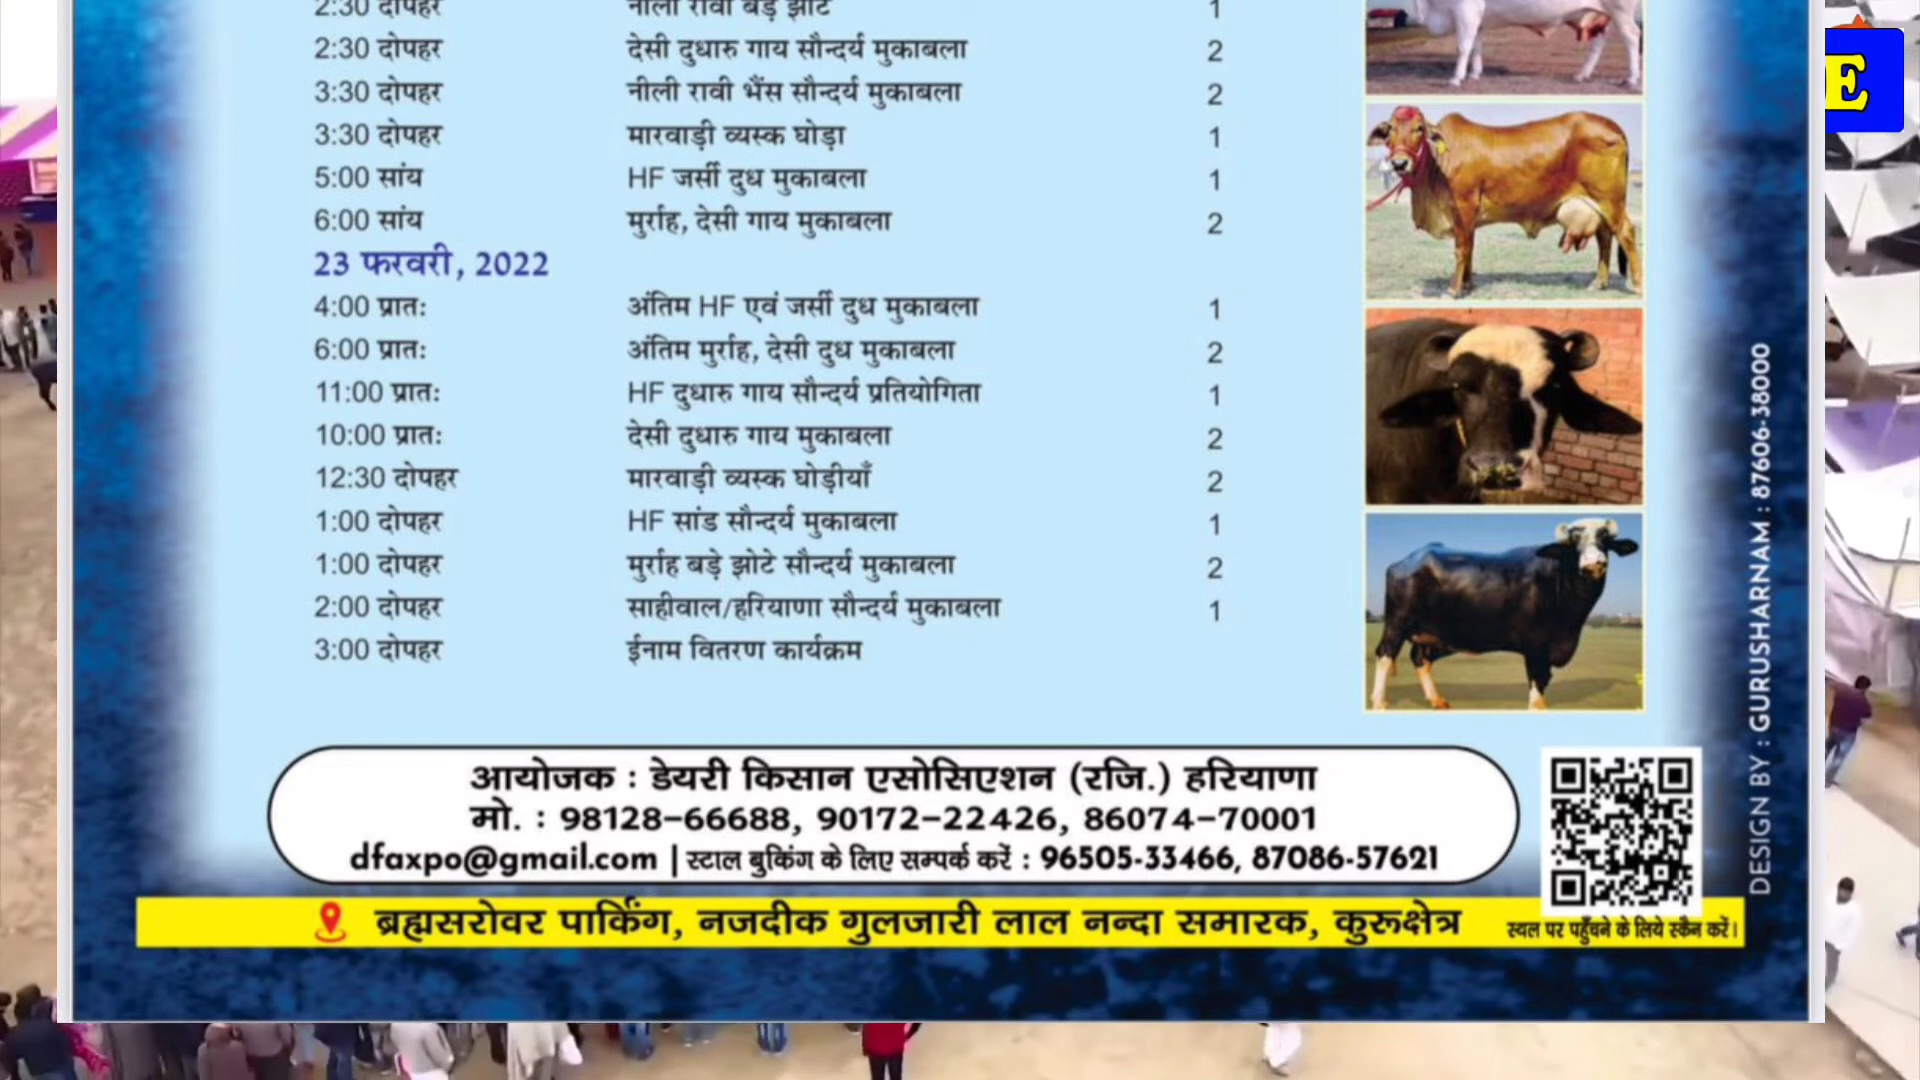 2:30 दोपहर नीली रावी बड़े झोटे 1
2:30 दोपहर देसी दुधारु गाय सौन्दर्य मुकाबला 2
3:30 दोपहर नीली रावी भैंस सौन्दर्य मुकाबला 2
3:30 दोपहर मारवाड़ी व्यस्क घोड़ा 1
5:00 सांय HF जर्सी दुध मुकाबला 1
6:00 सांय मुर्राह, देसी गाय मुकाबला 2
23 फरवरी, 2022
4:00 प्रातः अंतिम HF एवं जर्सी दुध मुकाबला 1
6:00 प्रातः अंतिम मुर्राह, देसी दुध मुकाबला 2
11:00 प्रातः HF दुधारु गाय सौन्दर्य प्रतियोगिता 1
10:00 प्रातः देसी दुधारु गाय मुकाबला 2
12:30 दोपहर मारवाड़ी व्यस्क घोड़ीयाँ 2
1:00 दोपहर HF सांड सौन्दर्य मुकाबला 1
1:00 दोपहर मुर्राह बड़े झोटे सौन्दर्य मुकाबला 2
2:00 दोपहर साहीवाल/हरियाणा सौन्दर्य मुकाबला 1
3:00 दोपहर ईनाम वितरण कार्यक्रम
आयोजक : डेयरी किसान एसोसिएशन (रजि.) हरियाणा
मो. : 98128-66688, 90172-22426, 86074-70001
dfaxpo@gmail.com | स्टाल बुकिंग के लिए सम्पर्क करें : 96505-33466, 87086-57621
ब्रह्मसरोवर पार्किंग, नजदीक गुलजारी लाल नन्दा समारक, कुरूक्षेत्र
स्थल पर पहुँचने के लिये स्कैन करें।
DESIGN BY : GURUSHARNAM : 87606-38000
E